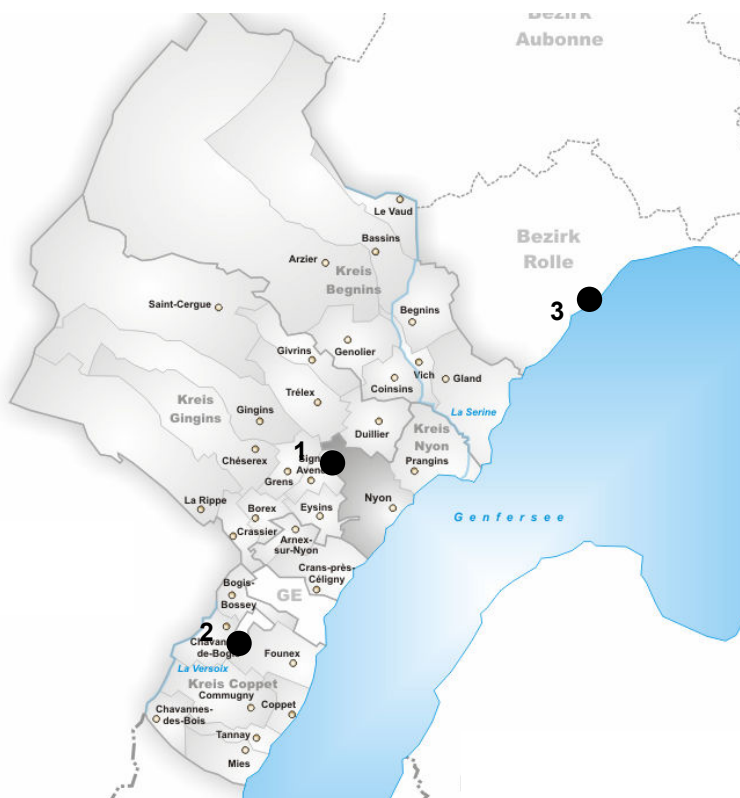 Bezirk
Aubonne
Le Vaud
Bassins
Bezirk
Rolle
Arzier
Kreis
Begnins
Saint-Cergue
3
Begnins
Givrins
Genolier
Vich
Gland
Coinsins
Trélex
Kreis
Gingins
Gingins
La Serine
Duillier
Kreis
Nyon
1
Chéserex
Prangins
Grens
Nyon
La Rippe
Borex
Eysins
Genfersee
Crassier
Arnex-
sur-Nyon
Crans-près-
Céligny
Bogis-
Bossey
GE
2
de-Bogis
Founex
La Versoix
Kreis Coppet
Commugny
Coppet
Chavannes-
des-Bois
Tannay
Mies